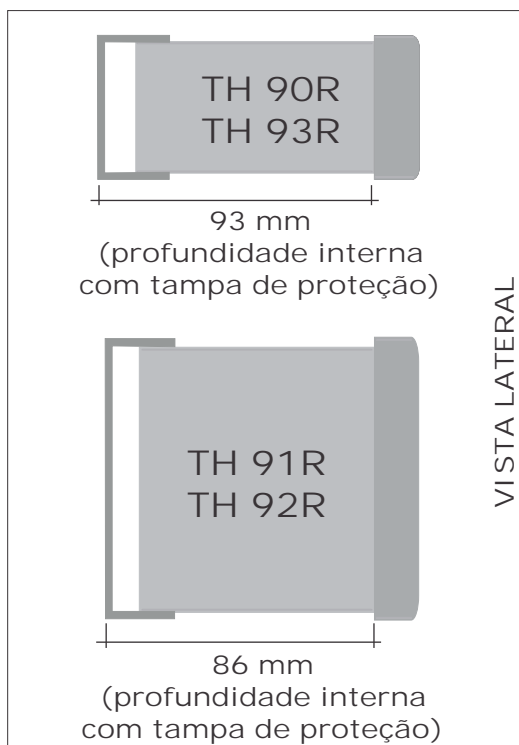 TH 90R
TH 93R
93 mm
(profundidade interna
com tampa de proteção)
VISTA LATERAL
TH 91R
TH 92R
86 mm
(profundidade interna
com tampa de proteção)